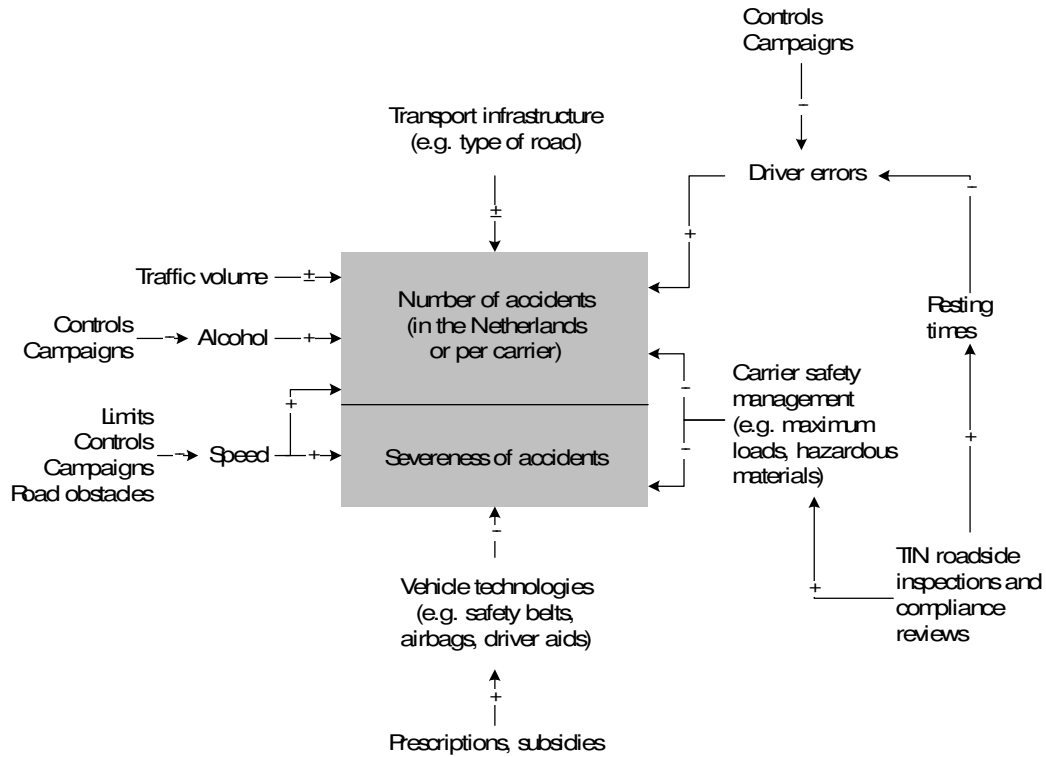 Controls
Campaigns
–
Transport infrastructure
(e.g. type of road)
±
Driver errors
–
+
Traffic volume ±
Number of accidents
(in the Netherlands
or per carrier)
Resting
times
Controls
Campaigns
– Alcohol +
–
+
Carrier safety
management
(e.g. maximum
loads, hazardous
materials)
+
Limits
Controls
Campaigns
Road obstacles
– Speed +
Severeness of accidents
–
–
TIN roadside
inspections and
compliance
reviews
+
Vehicle technologies
(e.g. safety belts,
airbags, driver aids)
+
Prescriptions, subsidies